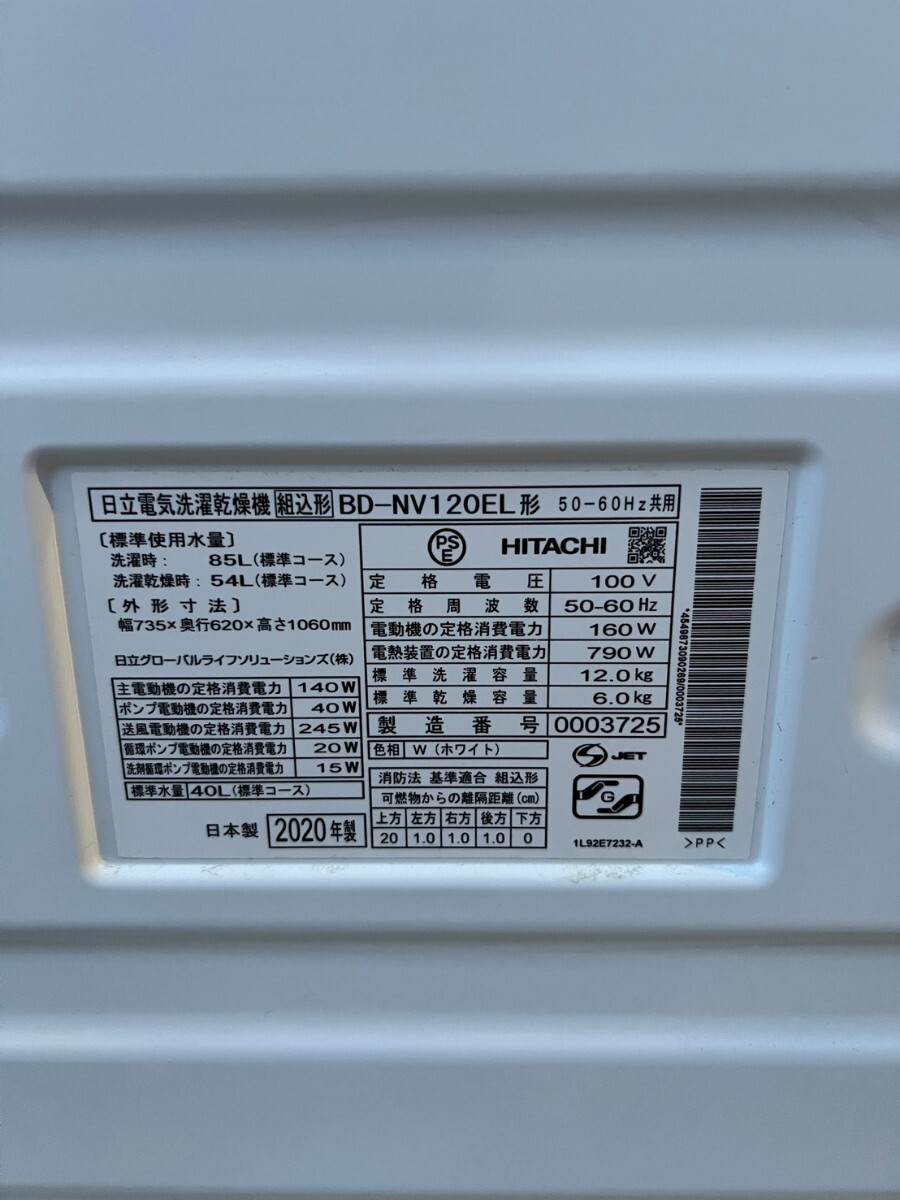 日立電気洗濯乾燥機 組込形 BD-NV120EL形 50-60Hz共用
〔標準使用水量〕
洗濯時： 85L(標準コース)
洗濯乾燥時： 54L(標準コース)
〔外形寸法〕
幅735×奥行620×高さ1060mm
日立グローバルライフソリューションズ(株)
主電動機の定格消費電力 140W
ポンプ電動機の定格消費電力 40W
送風電動機の定格消費電力 245W
循環ポンプ電動機の定格消費電力 20W
洗剤循環ポンプ電動機の定格消費電力 15W
標準水量 40L(標準コース)
日本製 2020年製
PS E HITACHI
定格電圧 100V
定格周波数 50-60Hz
電動機の定格消費電力 160W
電熱装置の定格消費電力 790W
標準洗濯容量 12.0kg
標準乾燥容量 6.0kg
製造番号 0003725
色相 W(ホワイト)
JET
消防法 基準適合 組込形
可燃物からの離隔距離(cm)
上方 左方 右方 後方 下方
20 1.0 1.0 1.0 0
G
1L92E7232-A
*4549873090289/0003725*
>PP<